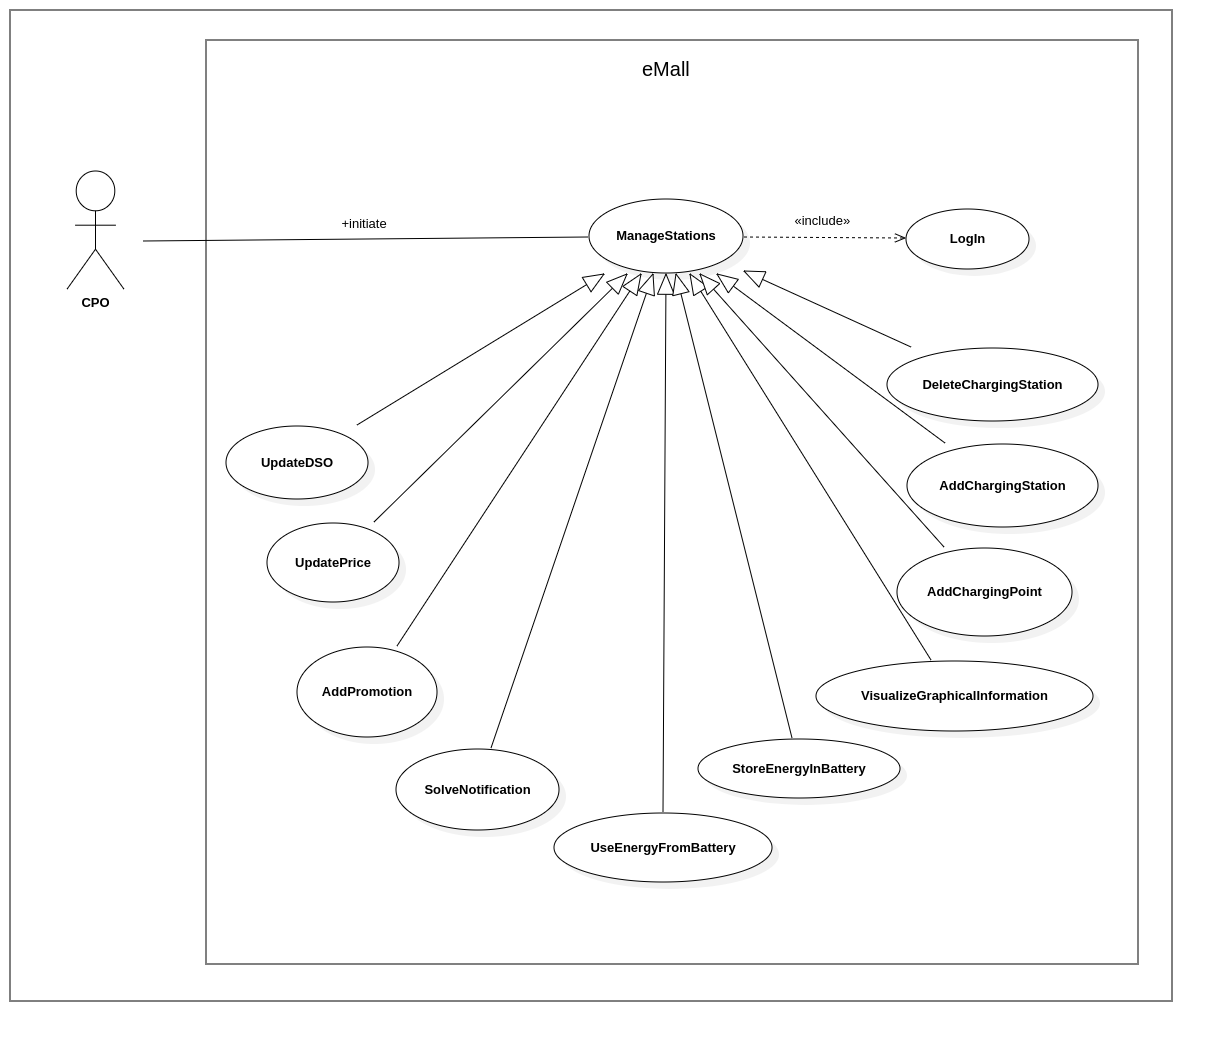 eMall
+initiate
ManageStations
«include»
LogIn
CPO
DeleteChargingStation
UpdateDSO
AddChargingStation
UpdatePrice
AddChargingPoint
AddPromotion
VisualizeGraphicalInformation
StoreEnergyInBattery
SolveNotification
UseEnergyFromBattery